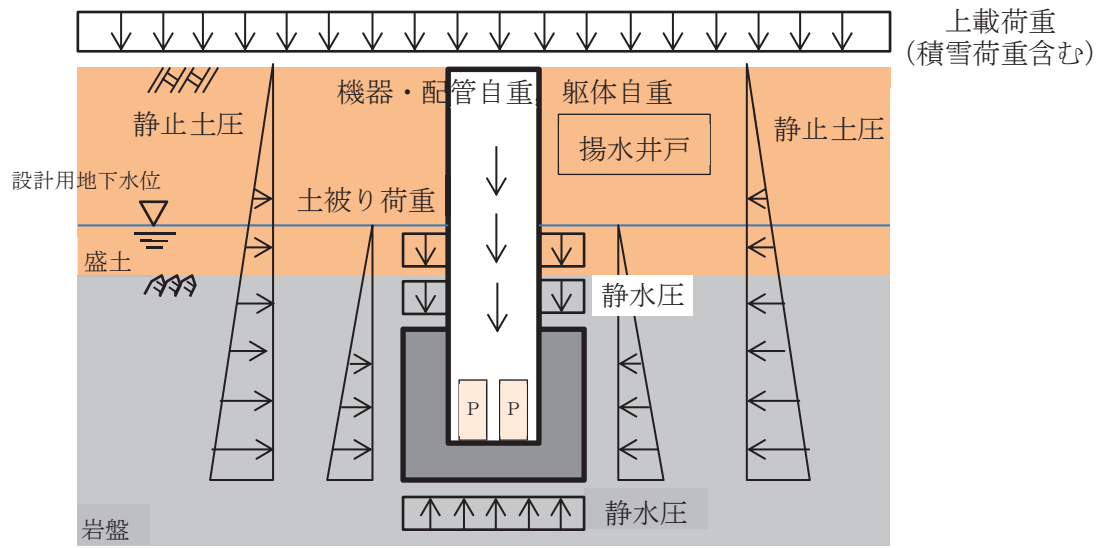 上載荷重
(積雪荷重含む)
機器・配管自重，躯体自重
静止土圧
揚水井戸
静止土圧
設計用地下水位
土被り荷重
盛土
静水圧
P
P
静水圧
岩盤